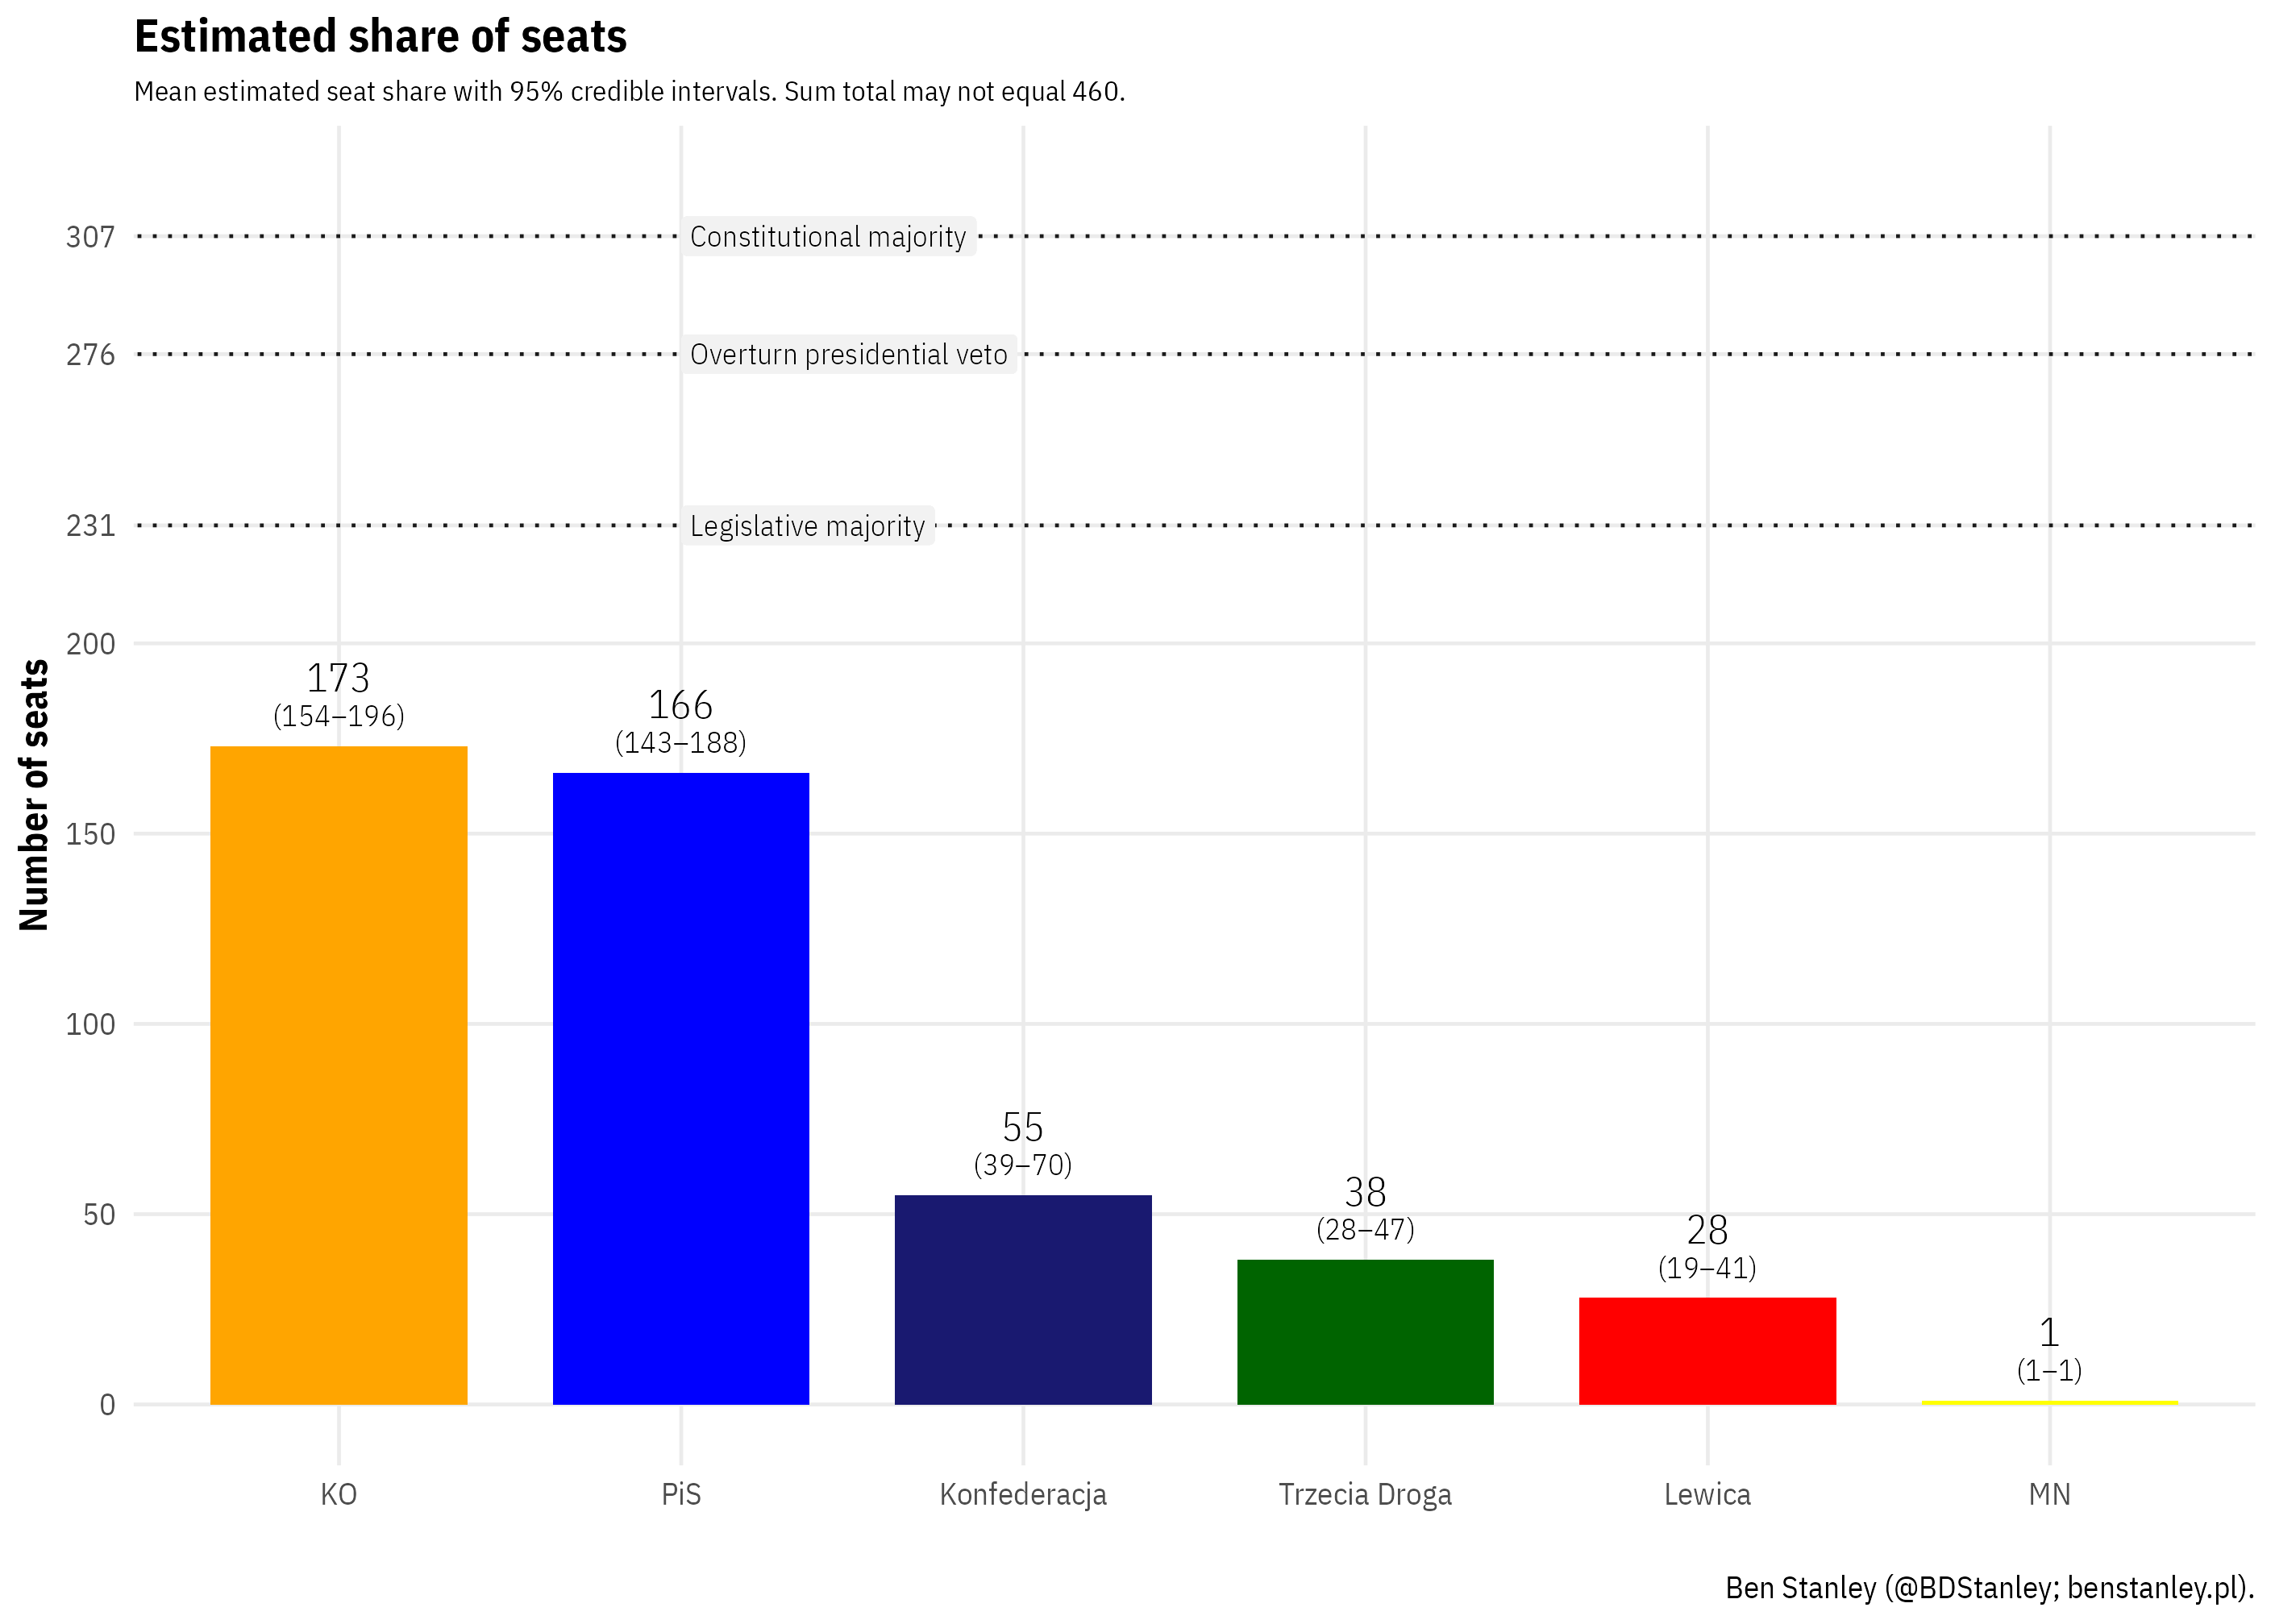 Estimated share of seats
Mean estimated seat share with 95% credible intervals. Sum total may not equal 460.
Number of seats
307
Constitutional majority
276
Overturn presidential veto
231
Legislative majority
200
150
100
50
0
173
(154–196)
166
(143–188)
55
(39–70)
38
(28–47)
28
(19–41)
1
(1–1)
KO
PiS
Konfederacja
Trzecia Droga
Lewica
MN
Ben Stanley (@BDStanley; benstanley.pl).